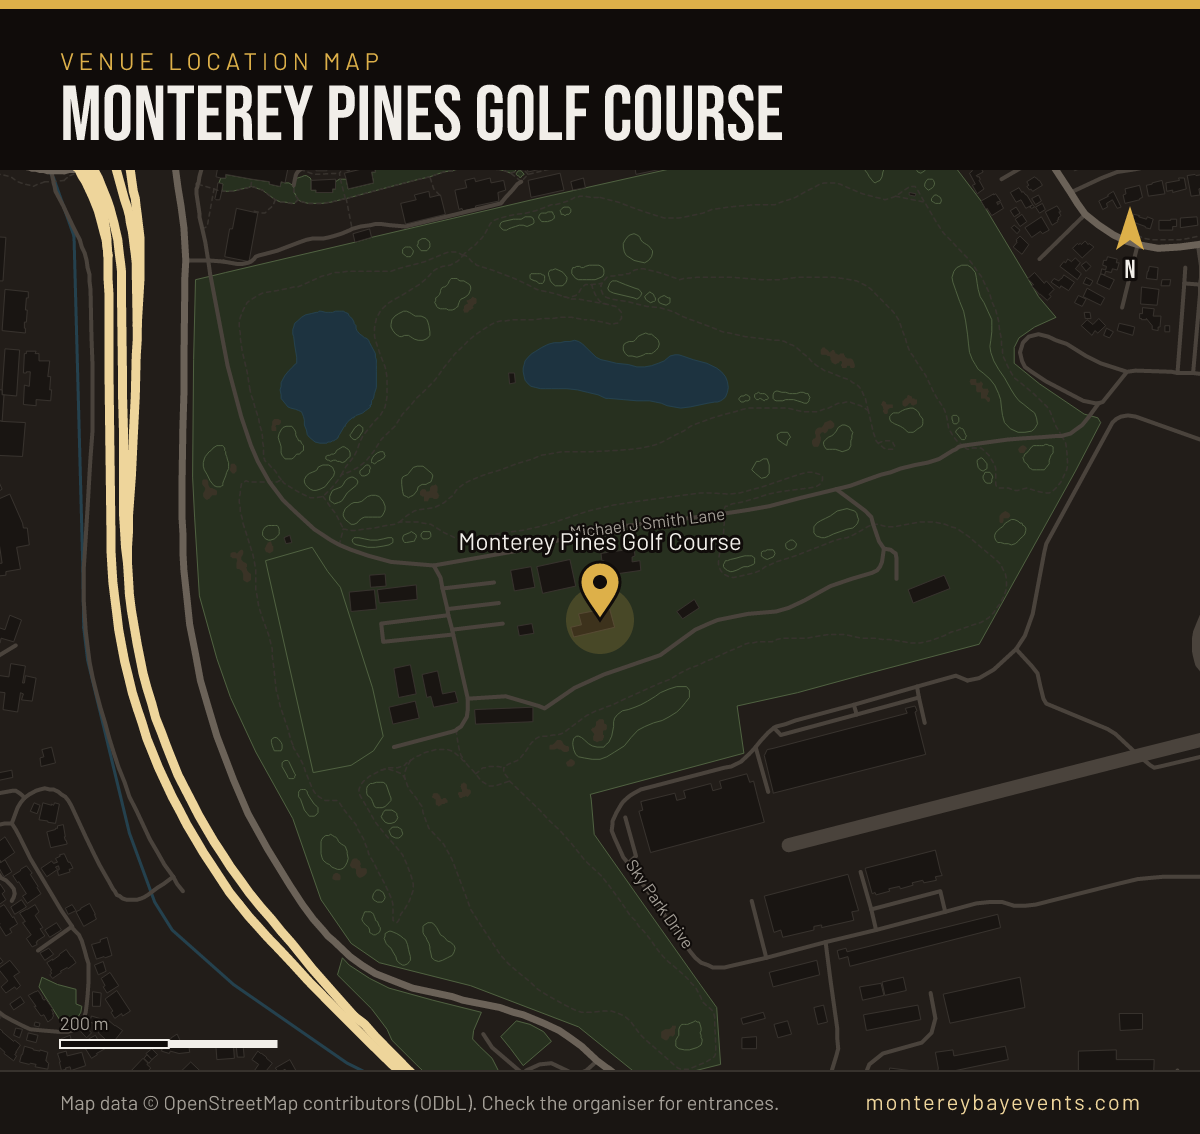 VENUE LOCATION MAP
MONTEREY PINES GOLF COURSE
N
Michael J Smith Lane
Monterey Pines Golf Course
Sky Park Drive
200 m
Map data © OpenStreetMap contributors (ODbL). Check the organiser for entrances.
montereybayevents.com